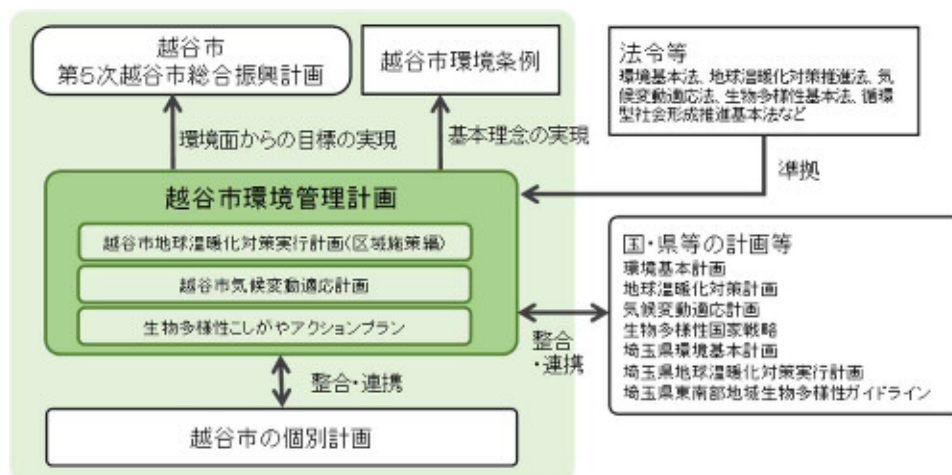 越谷市
第5次越谷市総合振興計画
越谷市環境条例
法令等
環境基本法、地球温暖化対策推進法、気
候変動適応法、生物多様性基本法、循環
型社会形成推進基本法など
環境面からの目標の実現
基本理念の実現
準拠
越谷市環境管理計画
越谷市地球温暖化対策実行計画(区域施策編)
越谷市気候変動適応計画
生物多様性こしがやアクションプラン
国・県等の計画等
環境基本計画
地球温暖化対策計画
気候変動適応計画
生物多様性国家戦略
埼玉県環境基本計画
埼玉県地球温暖化対策実行計画
埼玉県東南部地域生物多様性ガイドライン
整合
・連携
整合・連携
越谷市の個別計画